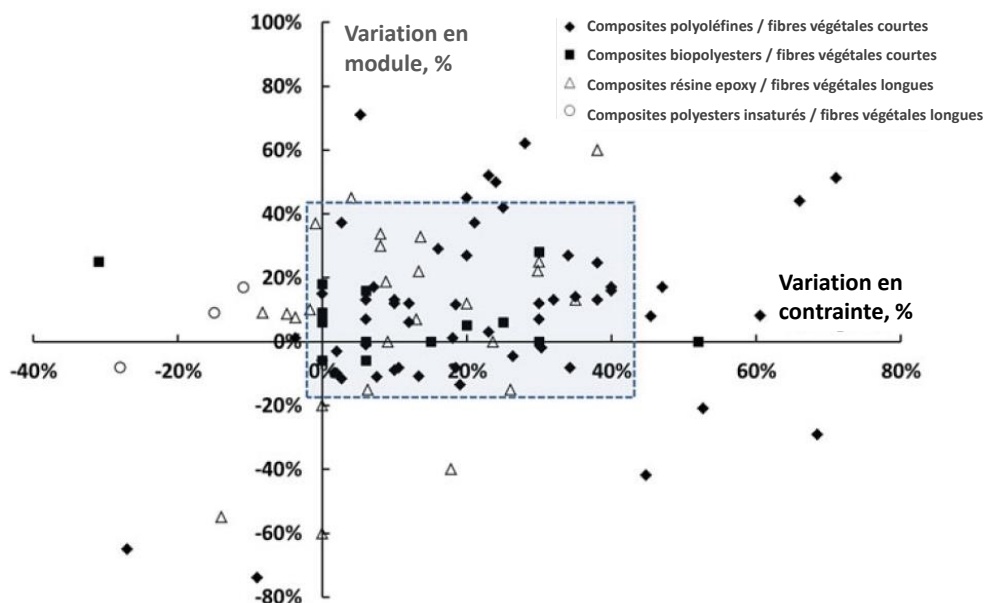 100%
Variation en
module, %
Composites polyoléfines / fibres végétales courtes
Composites biopolyesters / fibres végétales courtes
Composites résine epoxy / fibres végétales longues
Composites polyesters insaturés / fibres végétales longues
80%
60%
40%
20%
Variation en
contrainte, %
0%
-40%
-20%
0%
20%
40%
60%
80%
-20%
-40%
-60%
-80%